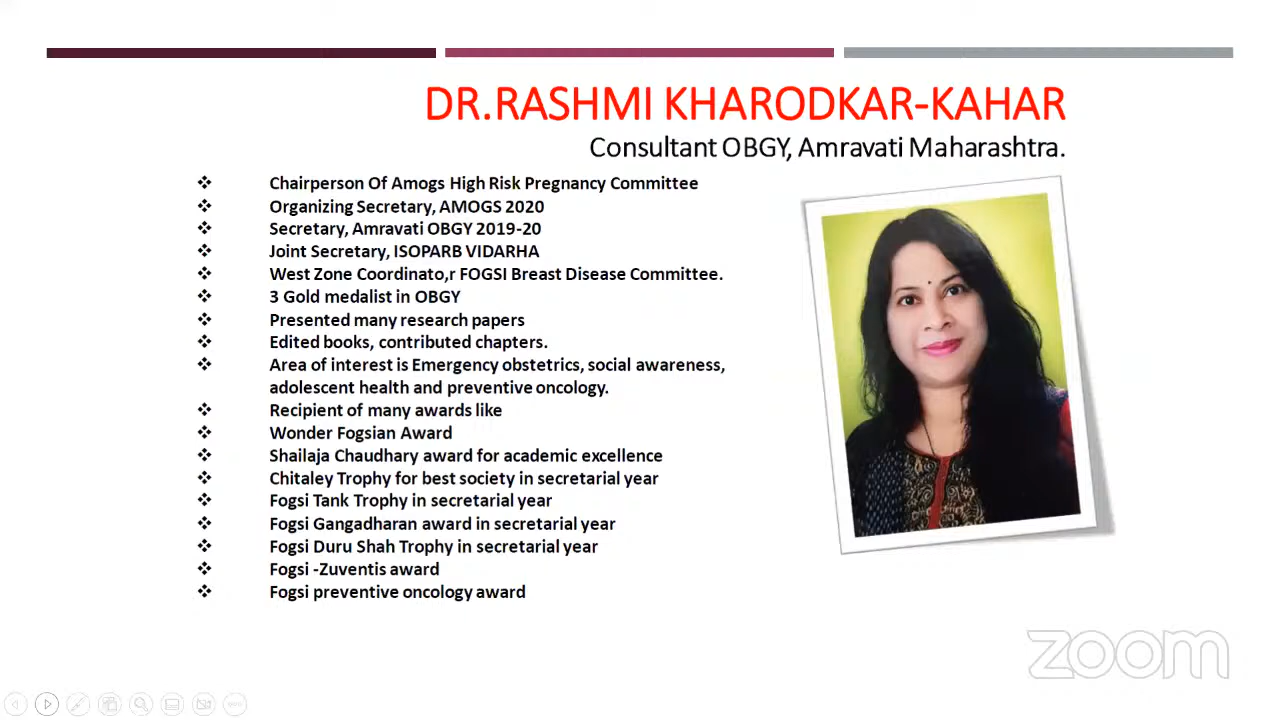 DR.RASHMI KHARODKAR-KAHAR
Consultant OBGY, Amravati Maharashtra.
❖ Chairperson Of Amogs High Risk Pregnancy Committee
❖ Organizing Secretary, AMOGS 2020
❖ Secretary, Amravati OBGY 2019-20
❖ Joint Secretary, ISOPARB VIDARHA
❖ West Zone Coordinato,r FOGSI Breast Disease Committee.
❖ 3 Gold medalist in OBGY
❖ Presented many research papers
❖ Edited books, contributed chapters.
❖ Area of interest is Emergency obstetrics, social awareness,
adolescent health and preventive oncology.
❖ Recipient of many awards like
❖ Wonder Fogsian Award
❖ Shailaja Chaudhary award for academic excellence
❖ Chitaley Trophy for best society in secretarial year
❖ Fogsi Tank Trophy in secretarial year
❖ Fogsi Gangadharan award in secretarial year
❖ Fogsi Duru Shah Trophy in secretarial year
❖ Fogsi -Zuventis award
❖ Fogsi preventive oncology award
zoom